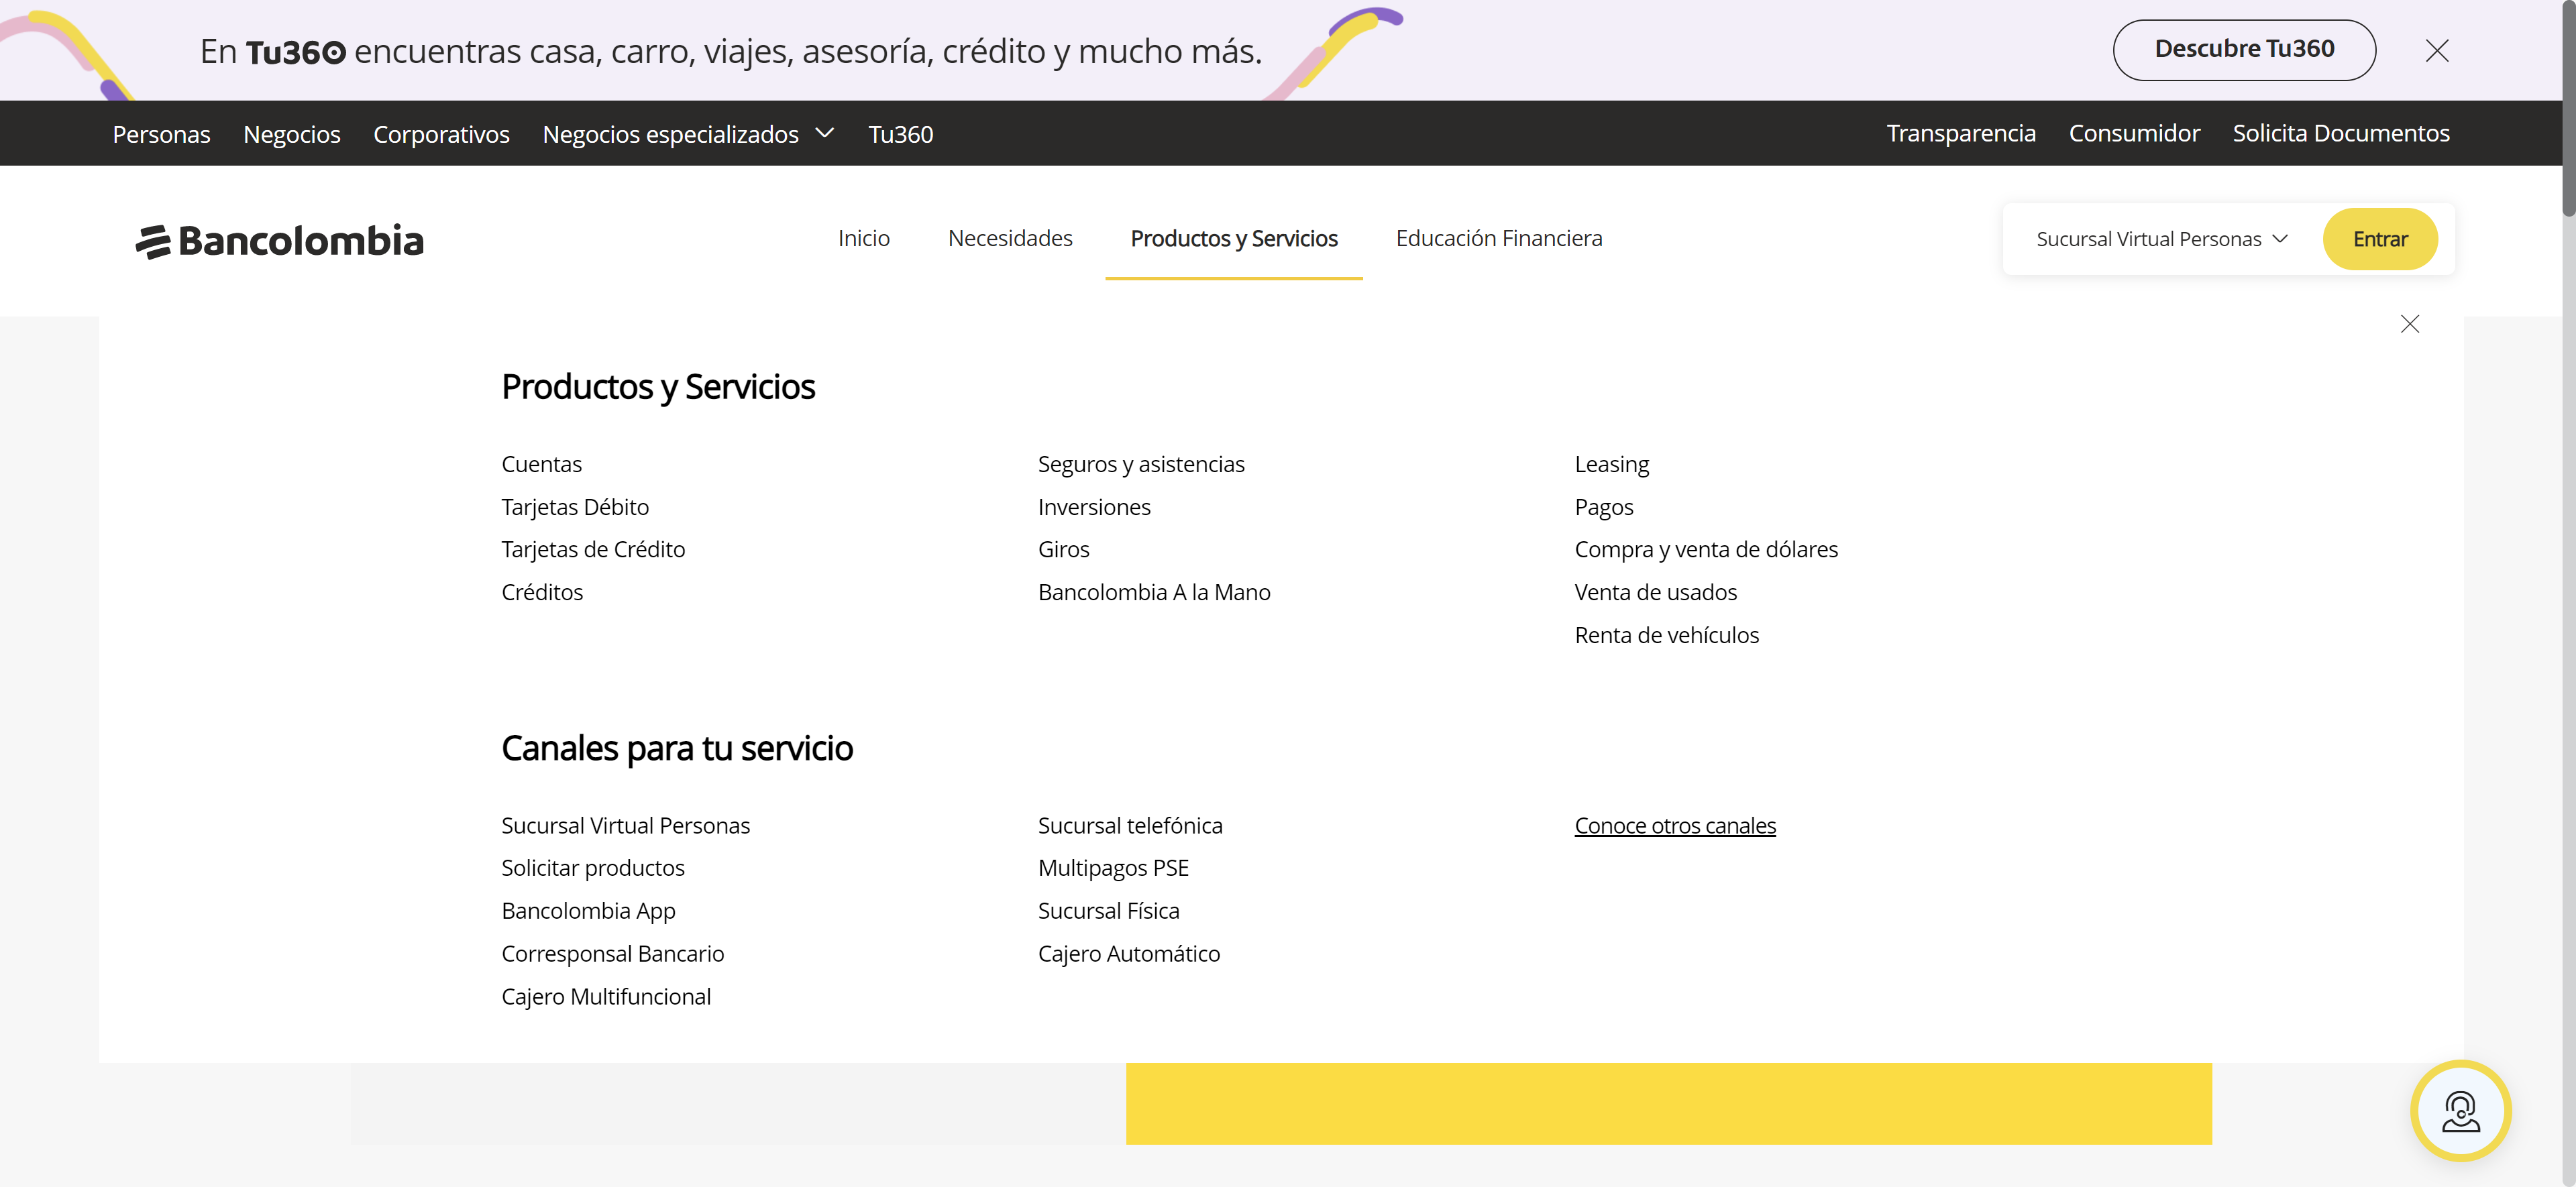 En Tu360 encuentras casa, carro, viajes, asesoría, crédito y mucho más.
Descubre Tu360
Personas Negocios Corporativos Negocios especializados Tu360
Transparencia Consumidor Solicita Documentos
Bancolombia
Inicio Necesidades Productos y Servicios Educación Financiera
Sucursal Virtual Personas
Entrar
Productos y Servicios
Cuentas
Tarjetas Débito
Tarjetas de Crédito
Créditos
Seguros y asistencias
Inversiones
Giros
Bancolombia A la Mano
Leasing
Pagos
Compra y venta de dólares
Venta de usados
Renta de vehículos
Canales para tu servicio
Sucursal Virtual Personas
Solicitar productos
Bancolombia App
Corresponsal Bancario
Cajero Multifuncional
Sucursal telefónica
Multipagos PSE
Sucursal Física
Cajero Automático
Conoce otros canales